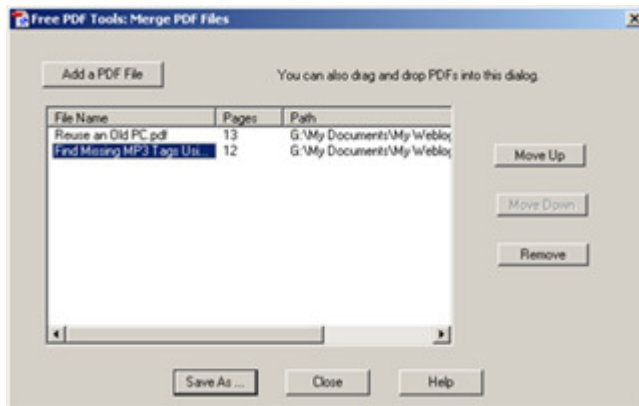 Free PDF Tools: Merge PDF Files
Add a PDF File
You can also drag and drop PDFs into this dialog.
File Name Pages Path
Reuse an Old PC.pdf 13 G:\My Documents\My Weblog
Find Missing MP3 Tags Usi... 12 G:\My Documents\My Weblog
Move Up
Move Down
Remove
Save As ... Close Help